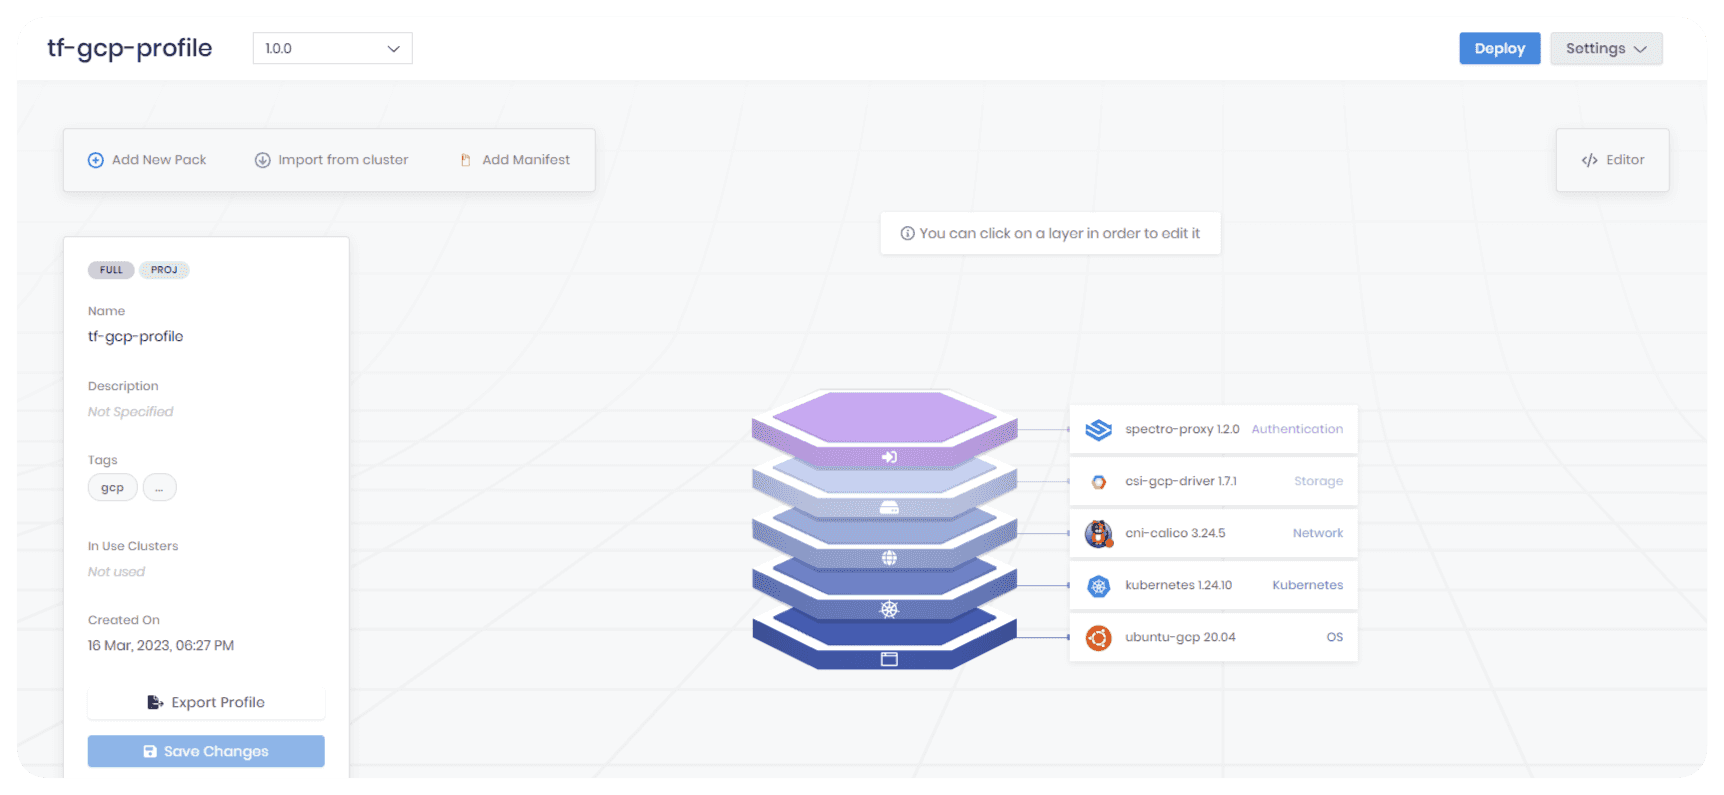 tf-gcp-profile
1.0.0
Deploy
Settings
Add New Pack
Import from cluster
Add Manifest
</> Editor
You can click on a layer in order to edit it
FULL
PROJ
Name
tf-gcp-profile
Description
Not Specified
Tags
gcp
...
In Use Clusters
Not used
Created On
16 Mar, 2023, 06:27 PM
Export Profile
Save Changes
spectro-proxy 1.2.0 Authentication
csi-gcp-driver 1.7.1 Storage
cni-calico 3.24.5 Network
kubernetes 1.24.10 Kubernetes
ubuntu-gcp 20.04 OS